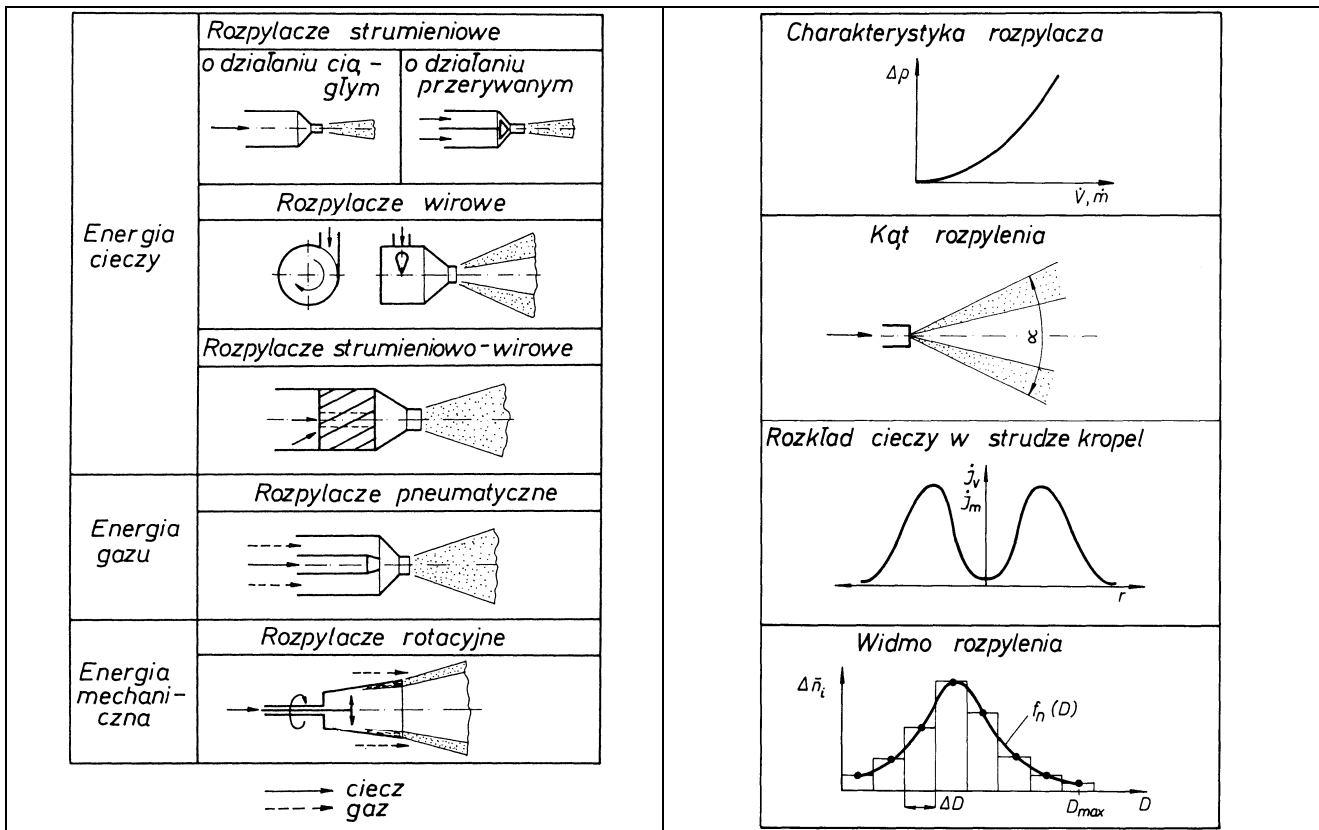 Rozpylacze strumieniowe
o działaniu cią-
głym
o działaniu
przerywanym
Energia
cieczy
Rozpylacze wirowe
Rozpylacze strumieniowo-wirowe
Energia
gazu
Rozpylacze pneumatyczne
Energia
mechani-
czna
Rozpylacze rotacyjne
ciecz
gaz
Charakterystyka rozpylacza
Δp
V̇, ṁ
Kąt rozpylenia
α
Rozkład cieczy w strudze kropel
j̇ᵥ
j̇ₘ
r
Widmo rozpylenia
Δn̄ᵢ
fₙ(D)
ΔD
Dmax
D